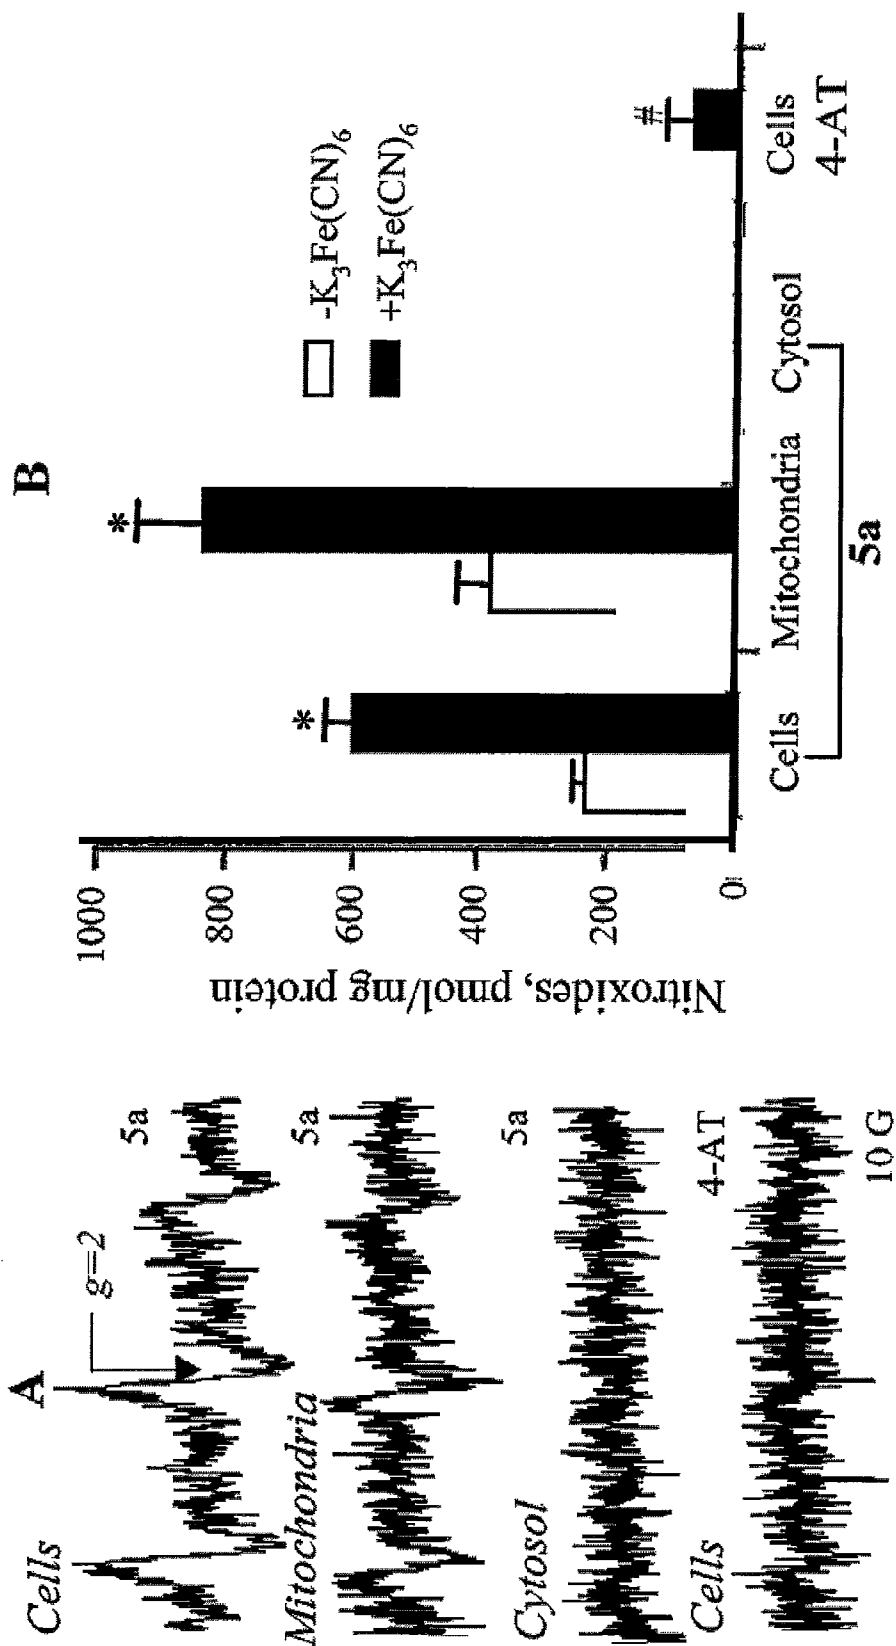 A
Cells
5a
g=2
Mitochondria
5a
Cytosol
5a
Cells
4-AT
10 G
B
Nitroxides, pmol/mg protein
1000
800
600
400
200
0
-K3Fe(CN)6
+K3Fe(CN)6
*
*
#
Cells
Mitochondria
Cytosol
Cells
5a
4-AT